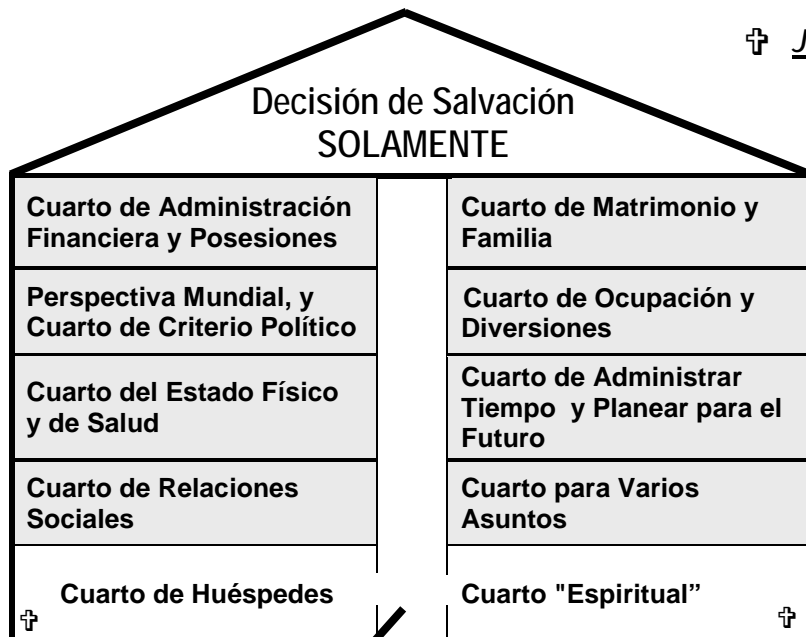 ✞ J
Decisión de Salvación
SOLAMENTE
Cuarto de Administración
Financiera y Posesiones
Cuarto de Matrimonio y
Familia
Perspectiva Mundial, y
Cuarto de Criterio Político
Cuarto de Ocupación y
Diversiones
Cuarto del Estado Físico
y de Salud
Cuarto de Administrar
Tiempo y Planear para el
Futuro
Cuarto de Relaciones
Sociales
Cuarto para Varios
Asuntos
Cuarto de Huéspedes
Cuarto "Espiritual”
✞ ✞